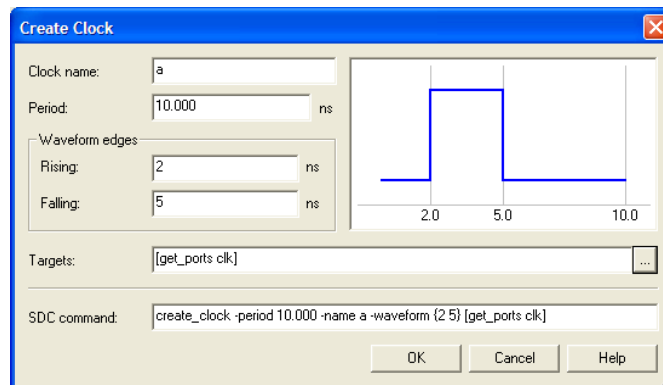 Create Clock
Clock name: a
Period: 10.000 ns
Waveform edges
Rising: 2 ns
Falling: 5 ns
2.0 5.0 10.0
Targets: [get_ports clk] ...
SDC command: create_clock -period 10.000 -name a -waveform {2 5} [get_ports clk]
OK Cancel Help